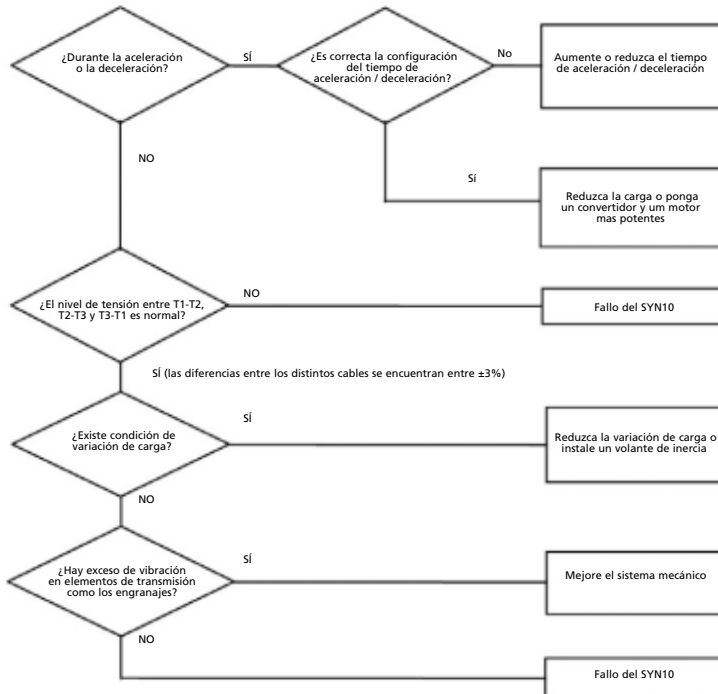 ¿Durante la aceleración
o la deceleración?
SÍ
¿Es correcta la configuración
del tiempo de
aceleración / deceleración?
No
Aumente o reduzca el tiempo
de aceleración / deceleración
NO
Sí
Reduzca la carga o ponga
un convertidor y um motor
mas potentes
¿El nivel de tensión entre T1-T2,
T2-T3 y T3-T1 es normal?
NO
Fallo del SYN10
SÍ (las diferencias entre los distintos cables se encuentran entre ±3%)
¿Existe condición de
variación de carga?
SÍ
Reduzca la variación de carga o
instale un volante de inercia
NO
¿Hay exceso de vibración
en elementos de transmisión
como los engranajes?
SÍ
Mejore el sistema mecánico
NO
Fallo del SYN10